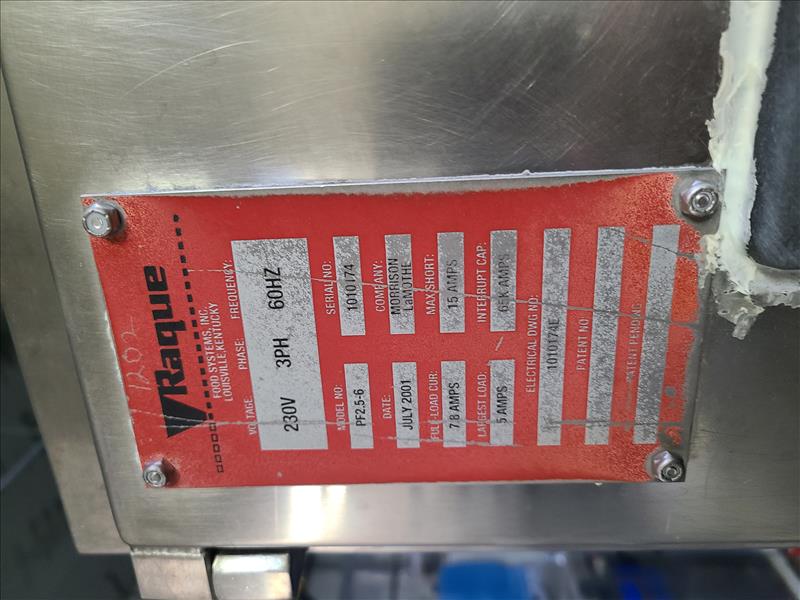 1202
Raque
FOOD SYSTEMS, INC.
LOUISVILLE, KENTUCKY
VOLTAGE: PHASE: FREQUENCY:
230V 3PH 60HZ
MODEL NO: SERIAL NO:
PF2.5-6 1010174
DATE: COMPANY:
JULY 2001 MORRISON LAMOTHE
FULL-LOAD CUR: MAX/SHORT:
7.8 AMPS 15 AMPS
LARGEST LOAD: INTERRUPT CAP:
5 AMPS 65K AMPS
ELECTRICAL DWG NO:
1010174E
PATENT NO
PATENT PENDING